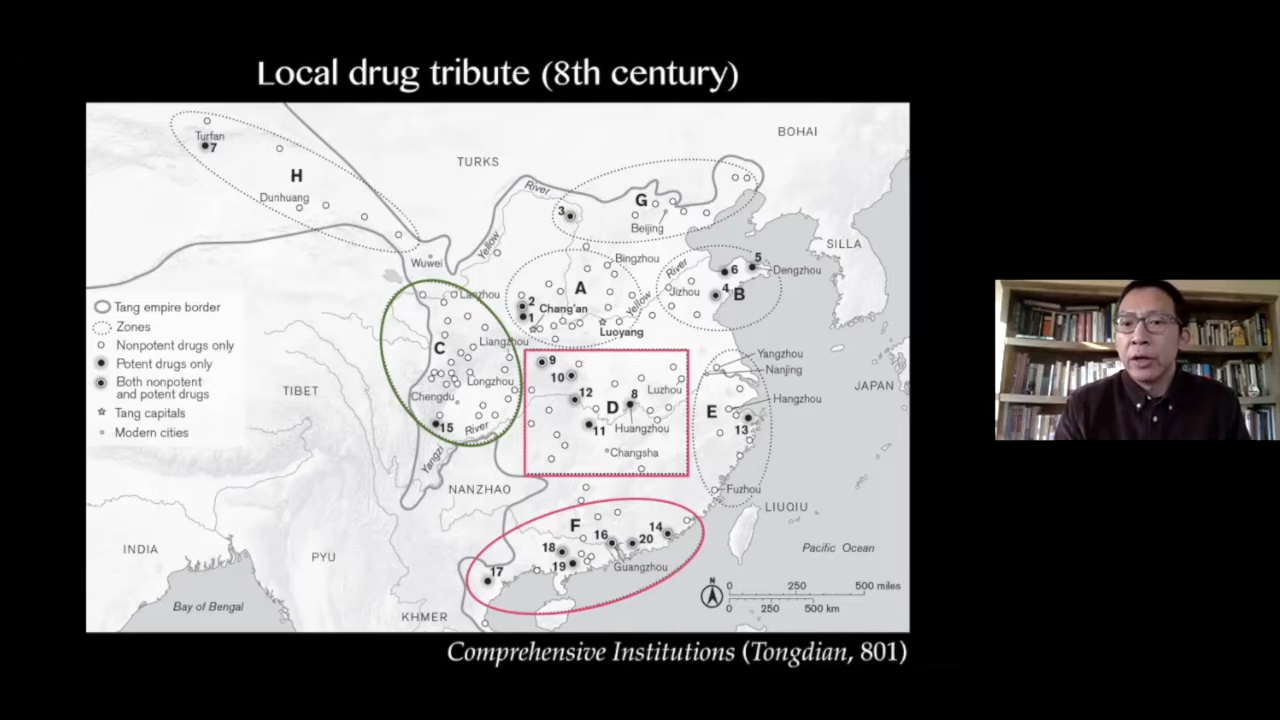 Local drug tribute (8th century)
BOHAI
Turfan
7
TURKS
H
River
G
3
Dunhuang
Beijing
SILLA
Yellow
Wuwei
Bingzhou
River
5
6
Dengzhou
A
Jizhou
4
B
Lanzhou
2
Chang'an
Yellow
1
Luoyang
Tang empire border
Zones
Nonpotent drugs only
Potent drugs only
Both nonpotent
and potent drugs
Tang capitals
Modern cities
C
Liangzhou
9
Yangzhou
Nanjing
10
Longzhou
Luzhou
JAPAN
TIBET
12
8
Chengdu
D
E
Hangzhou
15
River
11
Huangzhou
13
Changsha
Yangzi
NANZHAO
Fuzhou
LIUQIU
F
14
16
20
INDIA
PYU
18
Pacific Ocean
19
Guangzhou
17
N
0 250 500 miles
0 250 500 km
Bay of Bengal
KHMER
Comprehensive Institutions (Tongdian, 801)